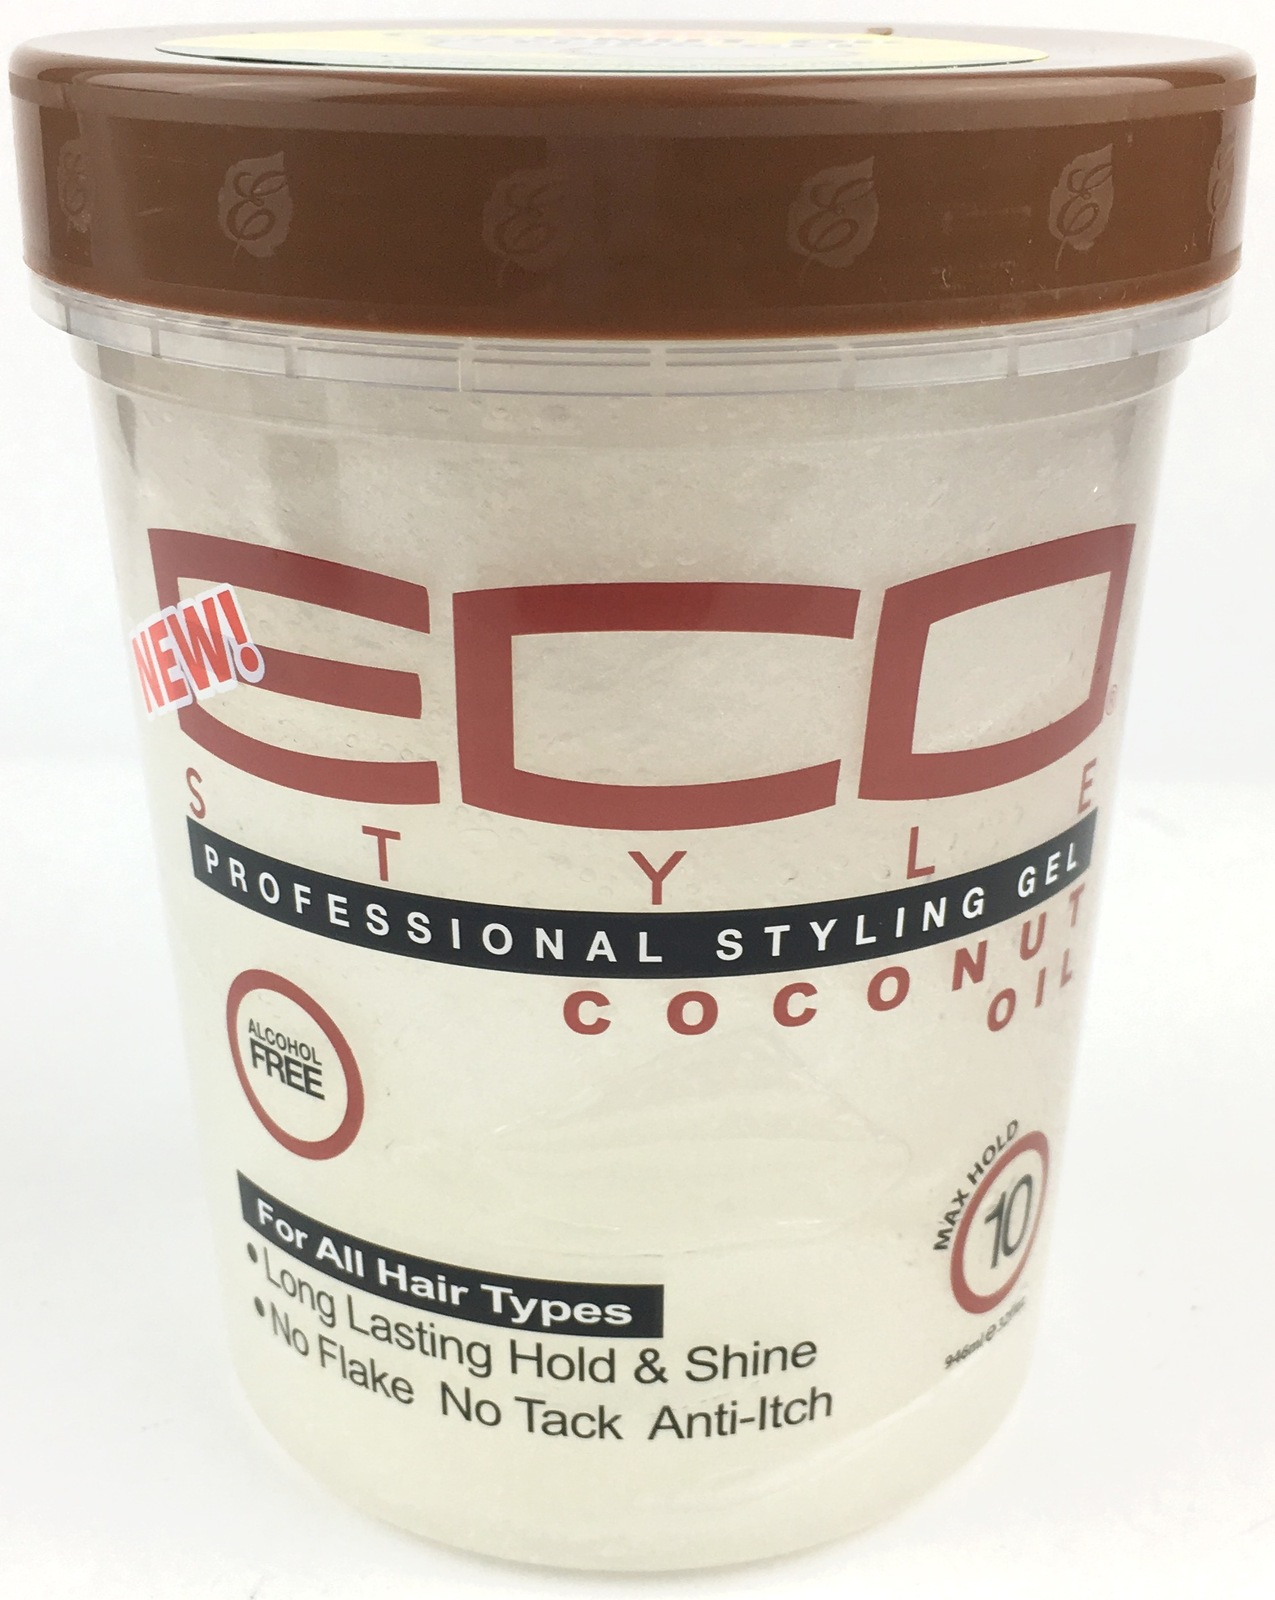 NEW!
ECO®
STYLE
PROFESSIONAL STYLING GEL
COCONUT
OIL
ALCOHOL
FREE
MAX HOLD
10
946ml e
For All Hair Types
•Long Lasting Hold & Shine
•No Flake No Tack Anti-Itch